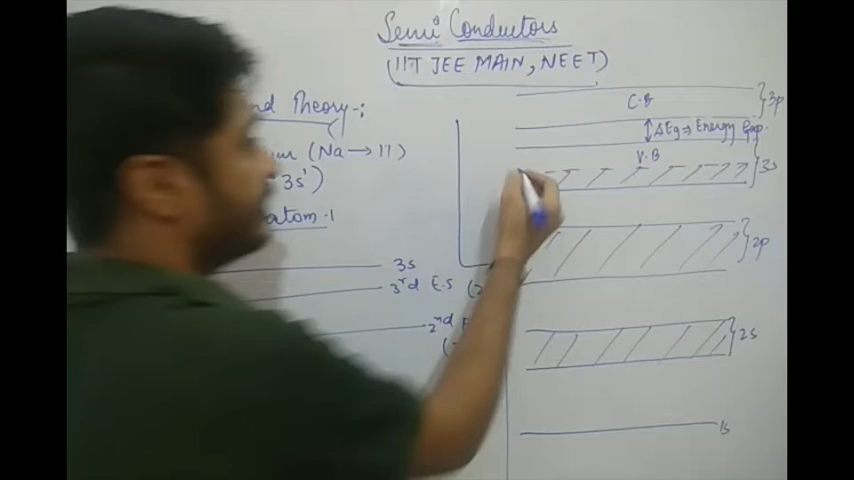 Semi Conductors
(IIT JEE MAIN, NEET)
nd Theory -:
(Na → 11)
3s¹)
atom.
3s
3rd E.S
2nd E
C.B
} 3p
ΔEg ⇒ Energy Gap.
V.B
} 3s
} 2p
} 2s
1s